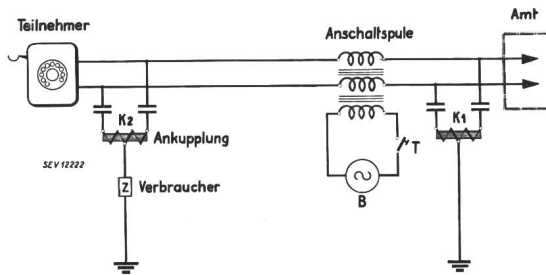 Teilnehmer
Anschaltspule
Amt
K2
Ankupplung
K1
T
SEV 12222
Z Verbraucher
B